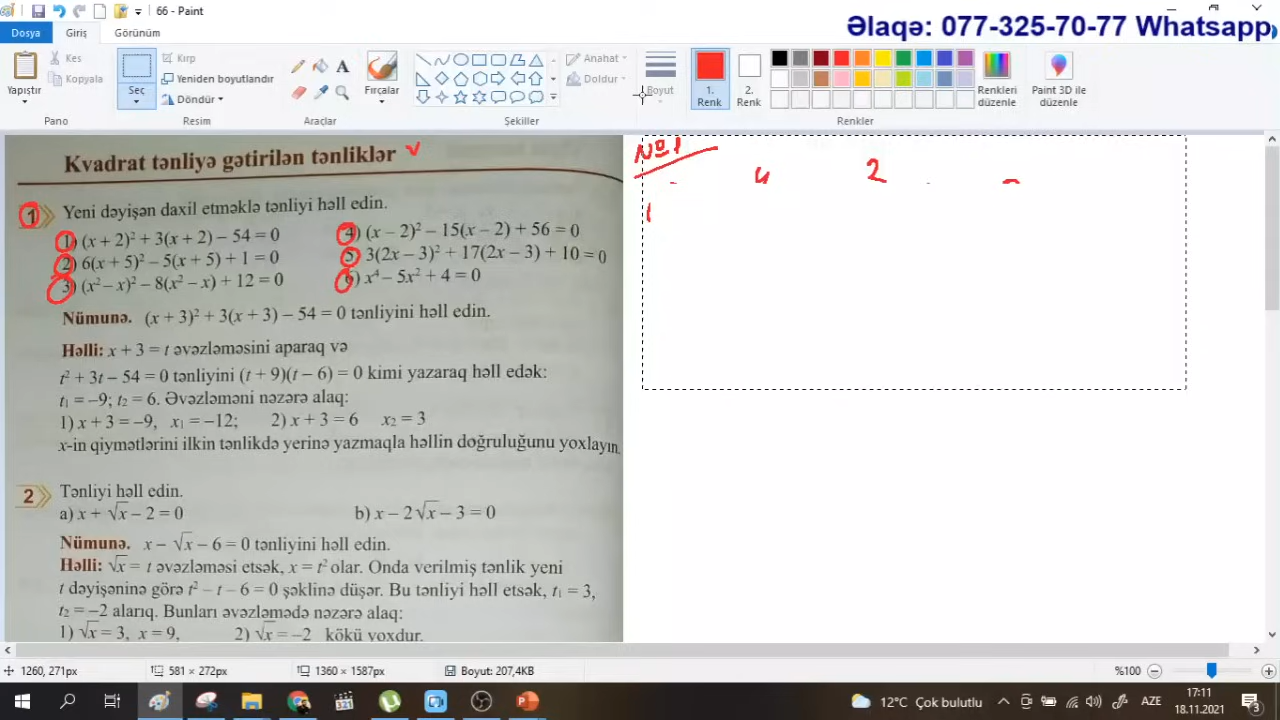 66 - Paint
Əlaqə: 077-325-70-77 Whatsapp
Dosya Giriş Görünüm
Yapıştır
Kes
Kopyala
Pano
Seç
Kırp
Yeniden boyutlandır
Döndür
Resim
Araçlar
Fırçalar
Anahat
Doldur
Şekiller
Boyut
1. Renk
2. Renk
Renkler
Renkleri düzenle
Paint 3D ile düzenle
Kvadrat tənliyə gətirilən tənliklər
1 Yeni dəyişən daxil etməklə tənliyi həll edin.
1) (x + 2)² + 3(x + 2) – 54 = 0 4) (x – 2)² – 15(x – 2) + 56 = 0
2) 6(x + 5)² – 5(x + 5) + 1 = 0 5) 3(2x – 3)² + 17(2x – 3) + 10 = 0
3) (x² – x)² – 8(x² – x) + 12 = 0 6) x⁴ – 5x² + 4 = 0
Nümunə. (x + 3)² + 3(x + 3) – 54 = 0 tənliyini həll edin.
Həlli: x + 3 = t əvəzləməsini aparaq və
t² + 3t – 54 = 0 tənliyini (t + 9)(t – 6) = 0 kimi yazaraq həll edək:
t₁ = –9; t₂ = 6. Əvəzləməni nəzərə alaq:
1) x + 3 = –9, x₁ = –12; 2) x + 3 = 6 x₂ = 3
x-in qiymətlərini ilkin tənlikdə yerinə yazmaqla həllin doğruluğunu yoxlayın.
2 Tənliyi həll edin.
a) x + √x – 2 = 0 b) x – 2√x – 3 = 0
Nümunə. x – √x – 6 = 0 tənliyini həll edin.
Həlli: √x = t əvəzləməsi etsək, x = t² olar. Onda verilmiş tənlik yeni
t dəyişəninə görə t² – t – 6 = 0 şəklinə düşər. Bu tənliyi həll etsək, t₁ = 3,
t₂ = –2 alarıq. Bunları əvəzləmədə nəzərə alaq:
1) √x = 3, x = 9, 2) √x = –2 kökü yoxdur.
№1
4 2
1260, 271px 581 × 272px 1360 × 1587px Boyut: 207,4KB %100
12°C Çok bulutlu AZE 17:11
18.11.2021
3